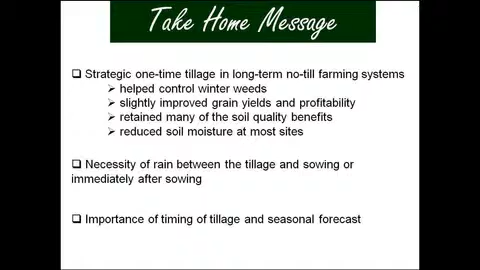 Take Home Message
❑ Strategic one-time tillage in long-term no-till farming systems
➢ helped control winter weeds
➢ slightly improved grain yields and profitability
➢ retained many of the soil quality benefits
➢ reduced soil moisture at most sites
❑ Necessity of rain between the tillage and sowing or
immediately after sowing
❑ Importance of timing of tillage and seasonal forecast